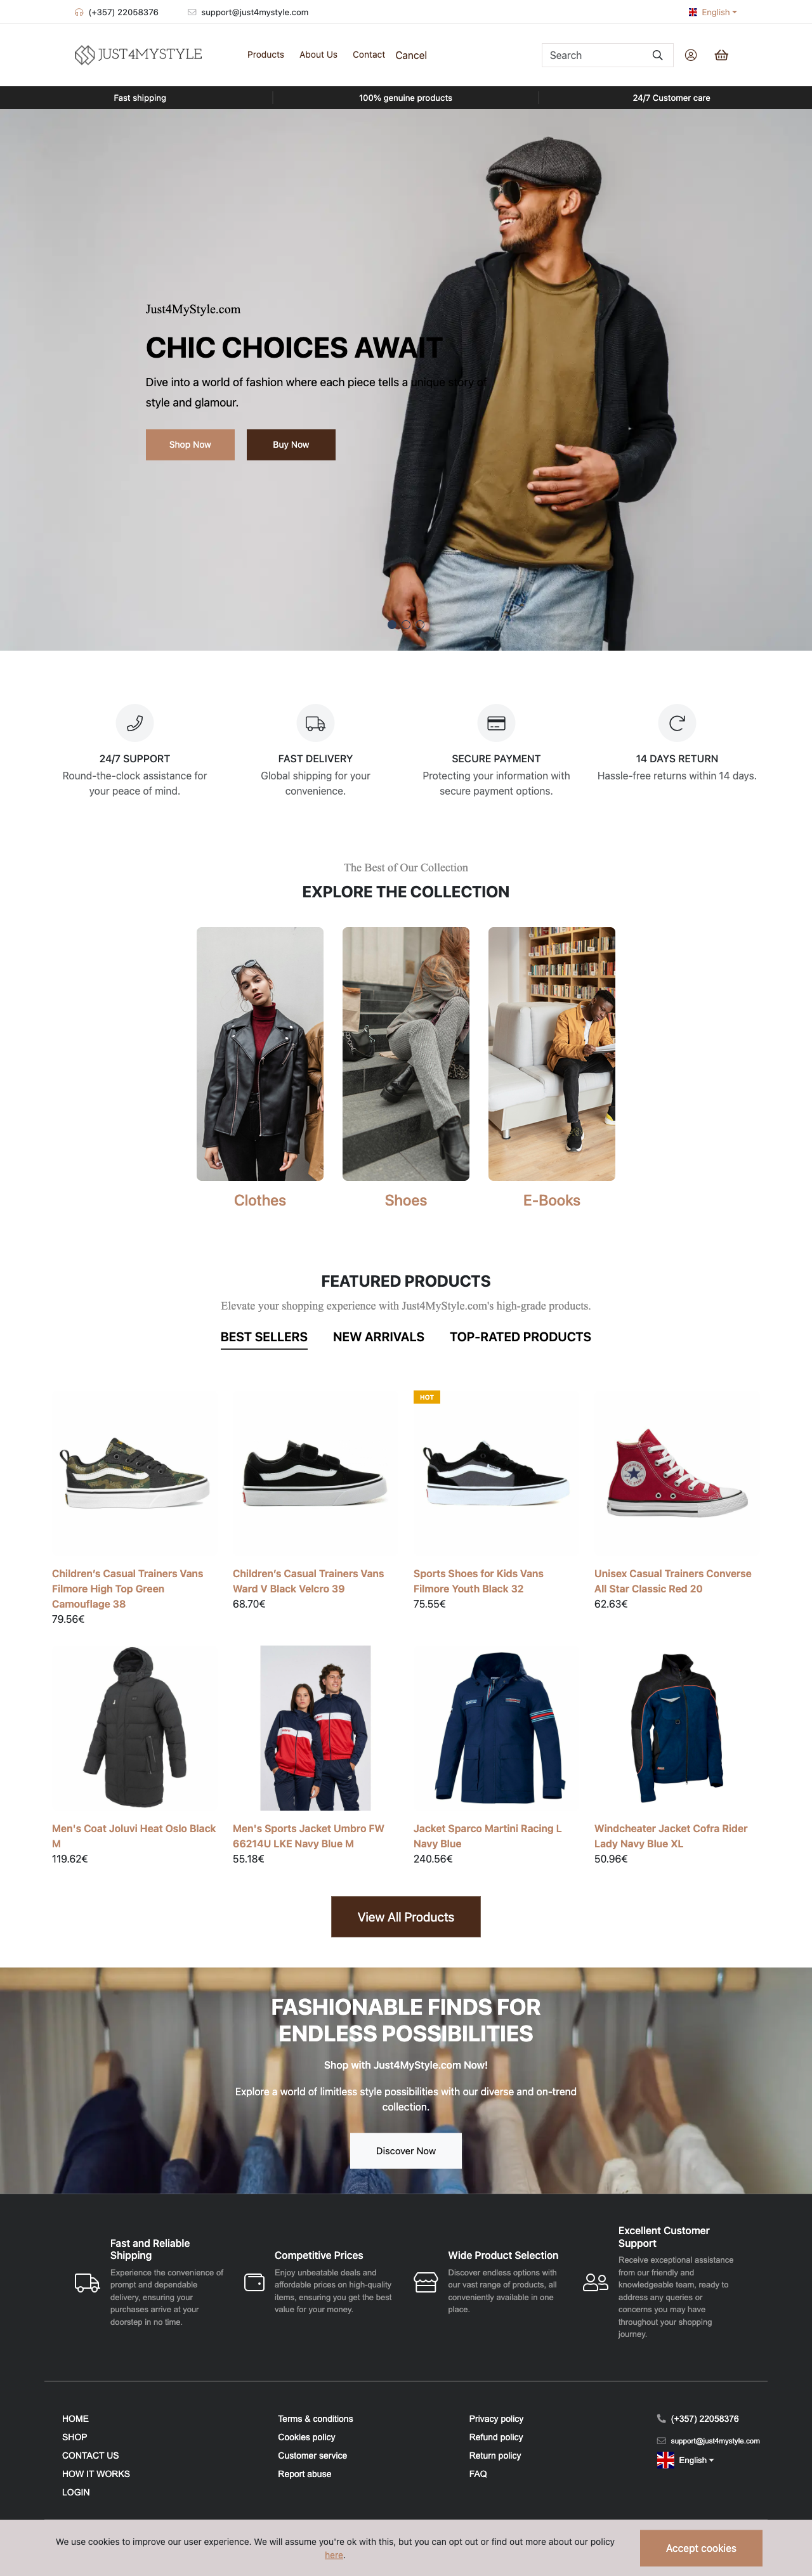 (+357) 22058376
support@just4mystyle.com
English
JUST4MYSTYLE
Products
About Us
Contact
Cancel
Search
Fast shipping
100% genuine products
24/7 Customer care
Just4MyStyle.com
CHIC CHOICES AWAIT
Dive into a world of fashion where each piece tells a unique story of
style and glamour.
Shop Now
Buy Now
24/7 SUPPORT
Round-the-clock assistance for
your peace of mind.
FAST DELIVERY
Global shipping for your
convenience.
SECURE PAYMENT
Protecting your information with
secure payment options.
14 DAYS RETURN
Hassle-free returns within 14 days.
The Best of Our Collection
EXPLORE THE COLLECTION
Clothes
Shoes
E-Books
FEATURED PRODUCTS
Elevate your shopping experience with Just4MyStyle.com's high-grade products.
BEST SELLERS
NEW ARRIVALS
TOP-RATED PRODUCTS
HOT
Children's Casual Trainers Vans
Filmore High Top Green
Camouflage 38
79.56€
Children's Casual Trainers Vans
Ward V Black Velcro 39
68.70€
Sports Shoes for Kids Vans
Filmore Youth Black 32
75.55€
Unisex Casual Trainers Converse
All Star Classic Red 20
62.63€
Men's Coat Joluvi Heat Oslo Black
M
119.62€
Men's Sports Jacket Umbro FW
66214U LKE Navy Blue M
55.18€
Jacket Sparco Martini Racing L
Navy Blue
240.56€
Windcheater Jacket Cofra Rider
Lady Navy Blue XL
50.96€
View All Products
FASHIONABLE FINDS FOR
ENDLESS POSSIBILITIES
Shop with Just4MyStyle.com Now!
Explore a world of limitless style possibilities with our diverse and on-trend
collection.
Discover Now
Fast and Reliable
Shipping
Experience the convenience of
prompt and dependable
delivery, ensuring your
purchases arrive at your
doorstep in no time.
Competitive Prices
Enjoy unbeatable deals and
affordable prices on high-quality
items, ensuring you get the best
value for your money.
Wide Product Selection
Discover endless options with
our vast range of products, all
conveniently available in one
place.
Excellent Customer
Support
Receive exceptional assistance
from our friendly and
knowledgeable team, ready to
address any queries or
concerns you may have
throughout your shopping
journey.
HOME
SHOP
CONTACT US
HOW IT WORKS
LOGIN
Terms & conditions
Cookies policy
Customer service
Report abuse
Privacy policy
Refund policy
Return policy
FAQ
(+357) 22058376
support@just4mystyle.com
English
We use cookies to improve our user experience. We will assume you're ok with this, but you can opt out or find out more about our policy
here.
Accept cookies